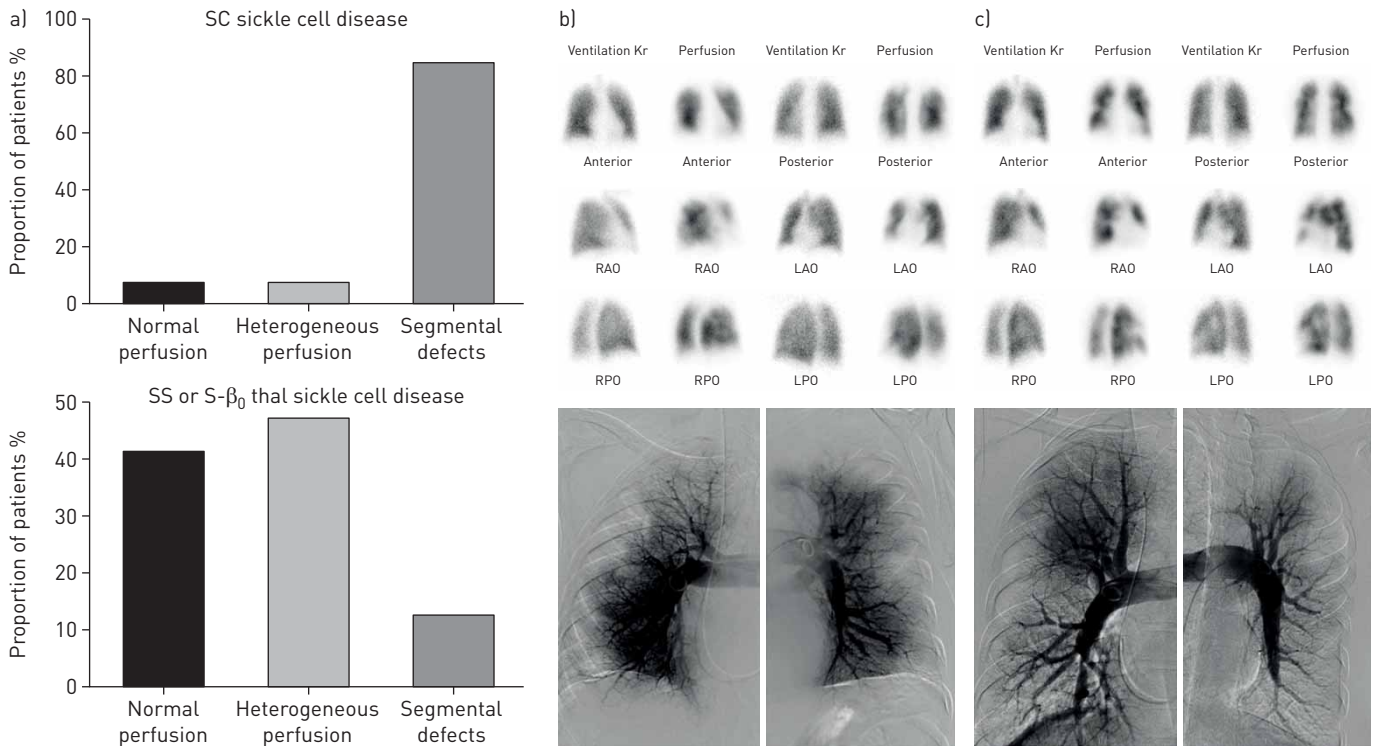 a)
SC sickle cell disease
Proportion of patients %
100
80
60
40
20
0
Normal perfusion
Heterogeneous perfusion
Segmental defects
SS or S-β₀ thal sickle cell disease
Proportion of patients %
50
40
30
20
10
0
Normal perfusion
Heterogeneous perfusion
Segmental defects
b)
Ventilation Kr Perfusion Ventilation Kr Perfusion
Anterior Anterior Posterior Posterior
RAO RAO LAO LAO
RPO RPO LPO LPO
c)
Ventilation Kr Perfusion Ventilation Kr Perfusion
Anterior Anterior Posterior Posterior
RAO RAO LAO LAO
RPO RPO LPO LPO